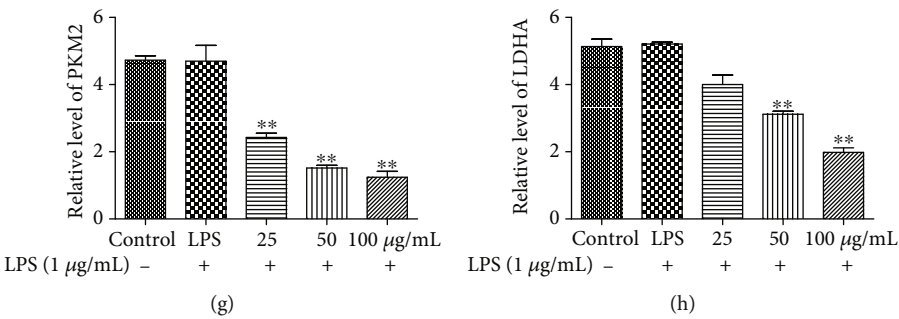 Relative level of PKM2
6
4
2
0
** ** **
Control LPS 25 50 100 μg/mL
LPS (1 μg/mL) – + + + +
(g)
Relative level of LDHA
6
4
2
0
** **
Control LPS 25 50 100 μg/mL
LPS (1 μg/mL) – + + + +
(h)